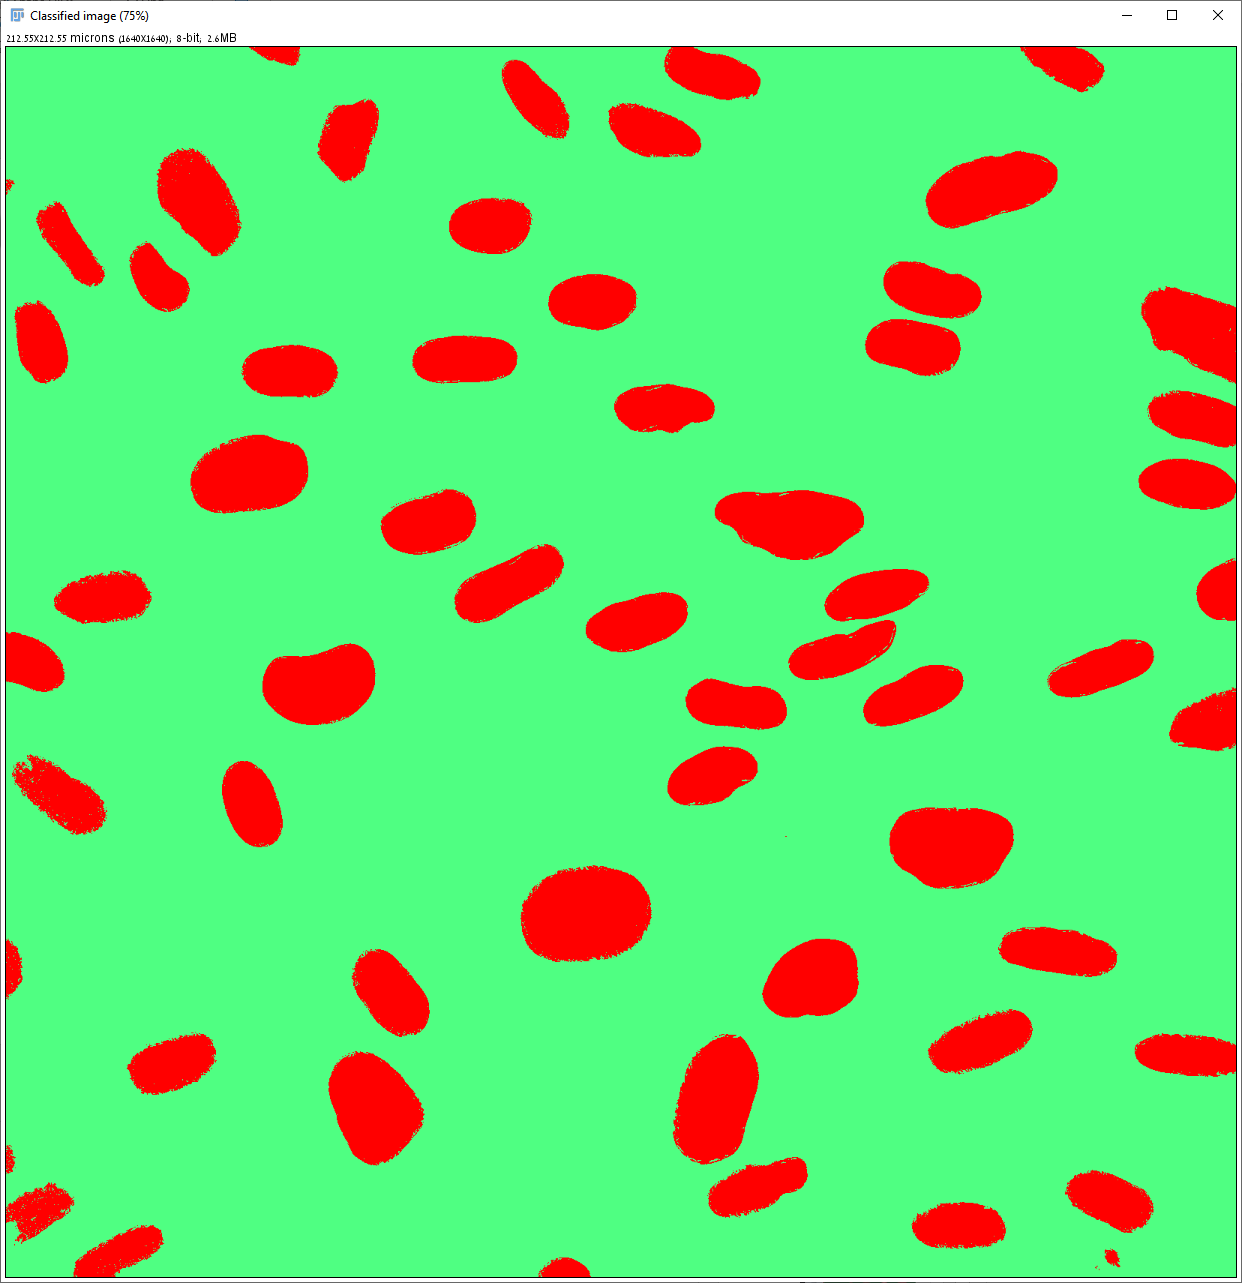 Classified image (75%)
212.55x212.55 microns (1640x1640); 8-bit; 2.6MB